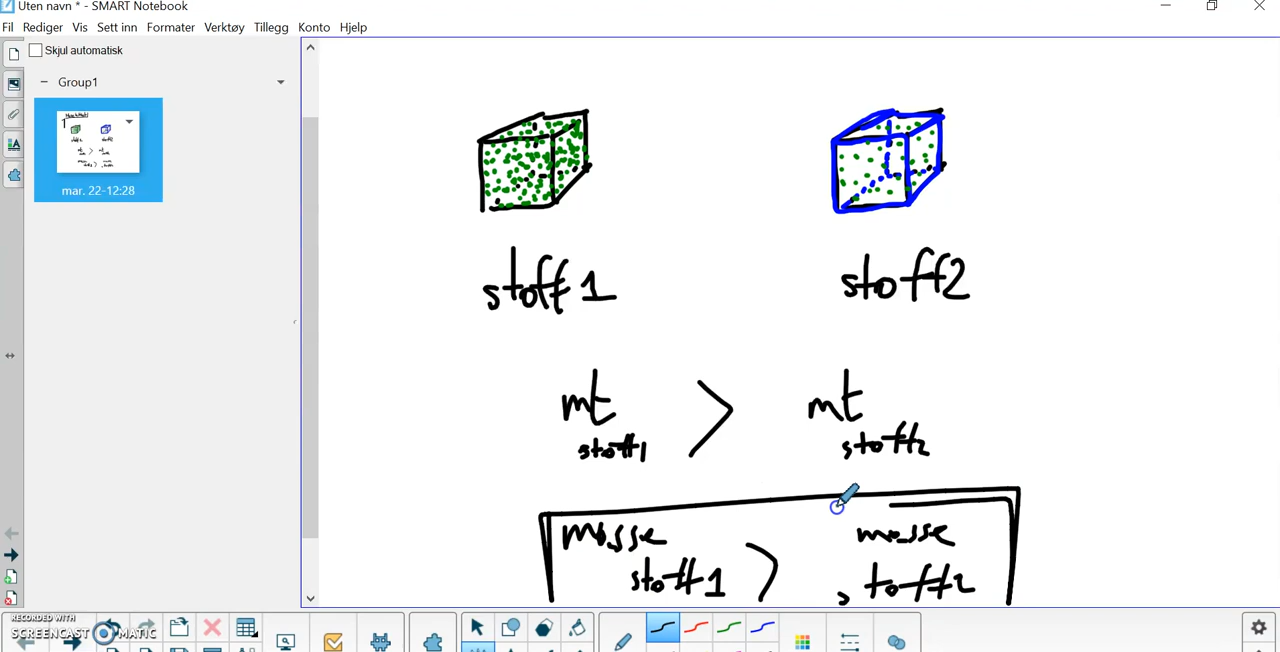 Uten navn * - SMART Notebook
Fil Rediger Vis Sett inn Formater Verktøy Tillegg Konto Hjelp
Skjul automatisk
Group1
mar. 22-12:28
stoff 1 stoff2
mt stoff1 > mt stoff2
masse stoff1 > masse stoff2
RECORDED WITH
SCREENCAST MATIC